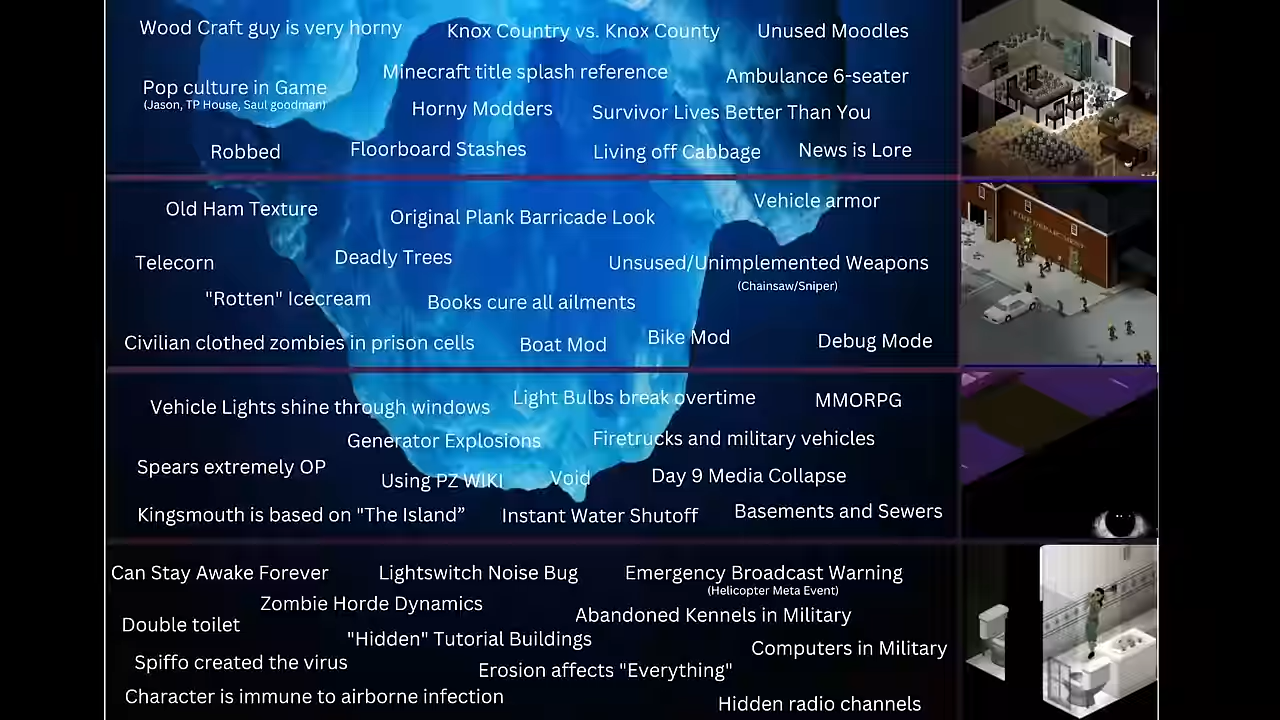 Wood Craft guy is very horny
Knox Country vs. Knox County
Unused Moodles
Minecraft title splash reference
Ambulance 6-seater
Pop culture in Game
(Jason, TP House, Saul goodman)
Horny Modders
Survivor Lives Better Than You
Robbed
Floorboard Stashes
Living off Cabbage
News is Lore
Old Ham Texture
Original Plank Barricade Look
Vehicle armor
Telecorn
Deadly Trees
Unsused/Unimplemented Weapons
(Chainsaw/Sniper)
"Rotten" Icecream
Books cure all ailments
Civilian clothed zombies in prison cells
Boat Mod
Bike Mod
Debug Mode
FIRE DEPARTMENT
Vehicle Lights shine through windows
Light Bulbs break overtime
MMORPG
Generator Explosions
Firetrucks and military vehicles
Spears extremely OP
Using PZ WIKI
Void
Day 9 Media Collapse
Kingsmouth is based on "The Island”
Instant Water Shutoff
Basements and Sewers
Can Stay Awake Forever
Lightswitch Noise Bug
Emergency Broadcast Warning
(Helicopter Meta Event)
Zombie Horde Dynamics
Abandoned Kennels in Military
Double toilet
"Hidden" Tutorial Buildings
Computers in Military
Spiffo created the virus
Erosion affects "Everything"
Character is immune to airborne infection
Hidden radio channels